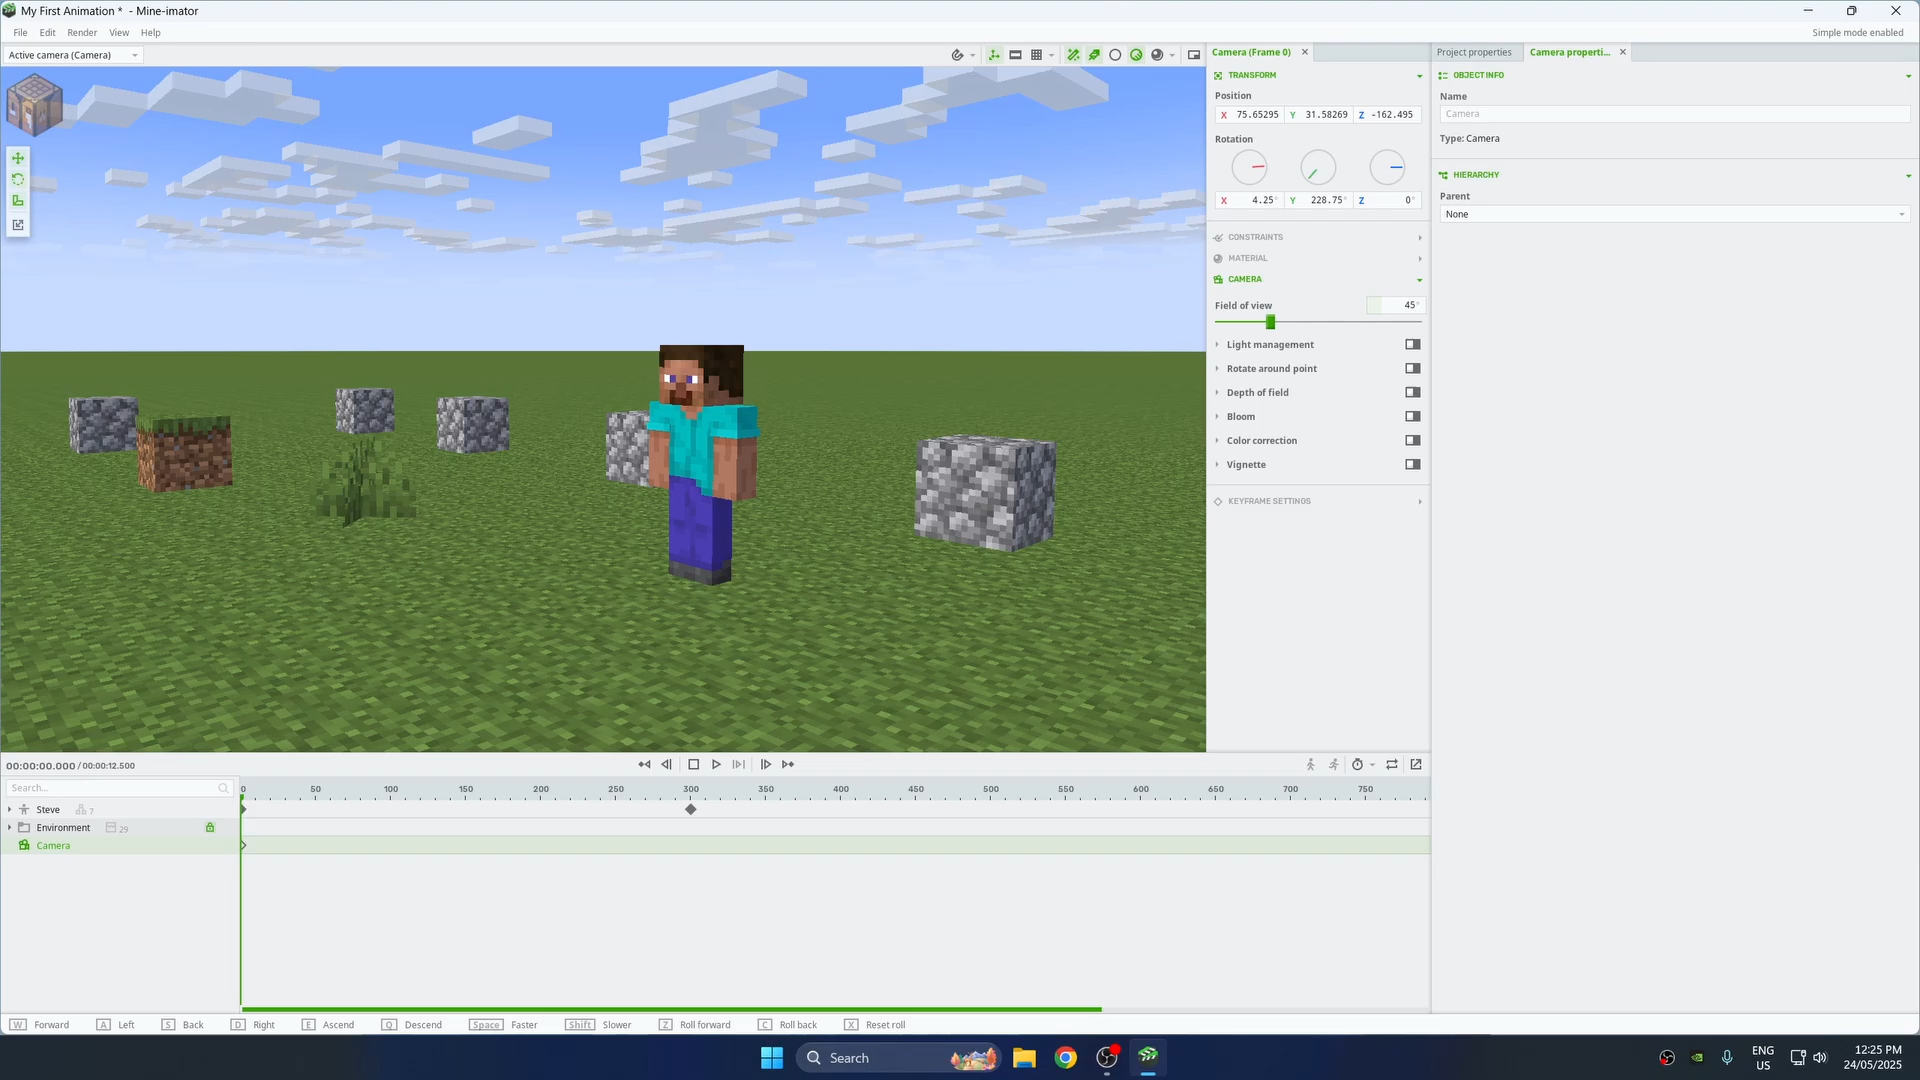 My First Animation * - Mine-imator
File Edit Render View Help
Simple mode enabled
Active camera (Camera)
Camera (Frame 0)
Project properties
Camera properti...
TRANSFORM
Position
X 75.65295 Y 31.58269 Z -162.495
Rotation
X 4.25° Y 228.75° Z 0°
CONSTRAINTS
MATERIAL
CAMERA
Field of view 45°
Light management
Rotate around point
Depth of field
Bloom
Color correction
Vignette
KEYFRAME SETTINGS
OBJECT INFO
Name
Camera
Type: Camera
HIERARCHY
Parent
None
00:00:00.000 / 00:00:12.500
Search...
0 50 100 150 200 250 300 350 400 450 500 550 600 650 700 750
Steve 7
Environment 29
Camera
W Forward A Left S Back D Right E Ascend Q Descend Space Faster Shift Slower Z Roll forward C Roll back X Reset roll
Search
ENG
US
12:25 PM
24/05/2025